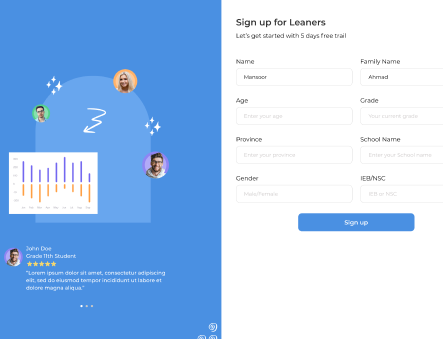 Sign up for Leaners
Let's get started with 5 days free trail
Name
Family Name
Mansoor
Ahmad
Age
Grade
Enter your age
Your current grade
Province
School Name
Enter your province
Enter your School name
Gender
IEB/NSC
Male/Female
IEB or NSC
Sign up
John Doe
Grade 11th Student
"Lorem ipsum dolor sit amet, consectetur adipiscing
elit, sed do eiusmod tempor incididunt ut labore et
dolore magna aliqua."